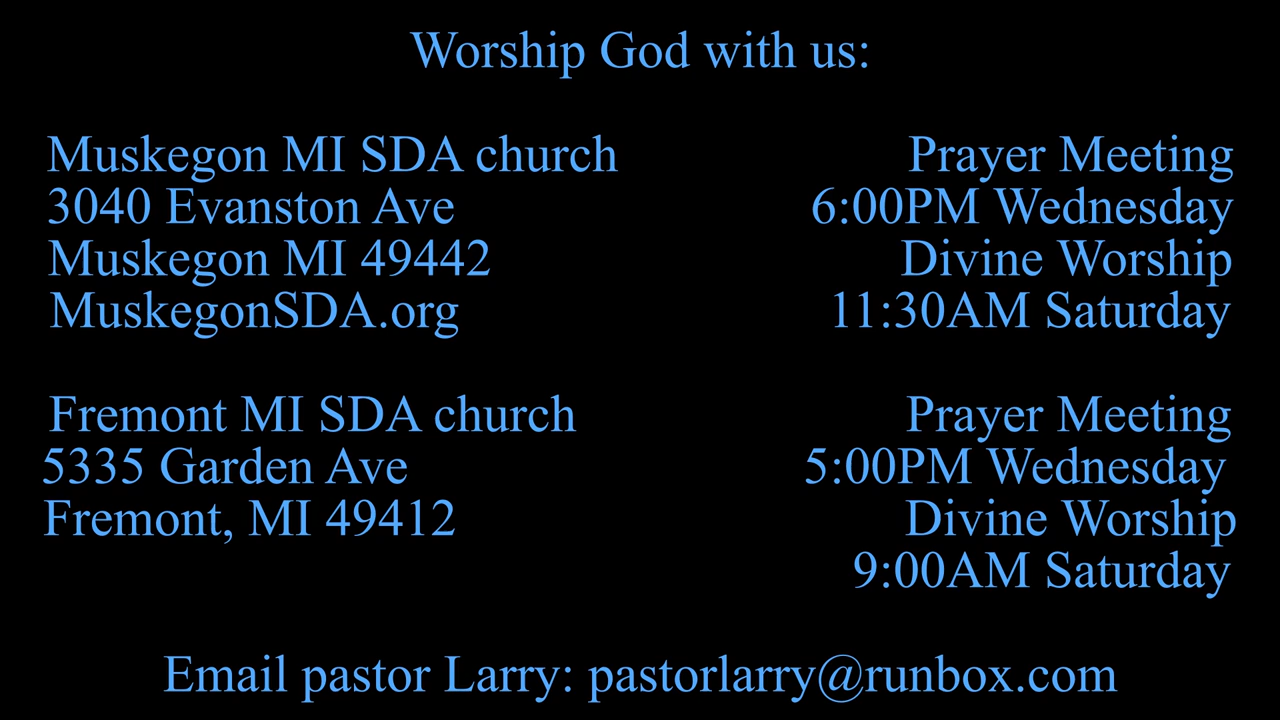 Worship God with us:
Muskegon MI SDA church
3040 Evanston Ave
Muskegon MI 49442
MuskegonSDA.org
Prayer Meeting
6:00PM Wednesday
Divine Worship
11:30AM Saturday
Fremont MI SDA church
5335 Garden Ave
Fremont, MI 49412
Prayer Meeting
5:00PM Wednesday
Divine Worship
9:00AM Saturday
Email pastor Larry: pastorlarry@runbox.com